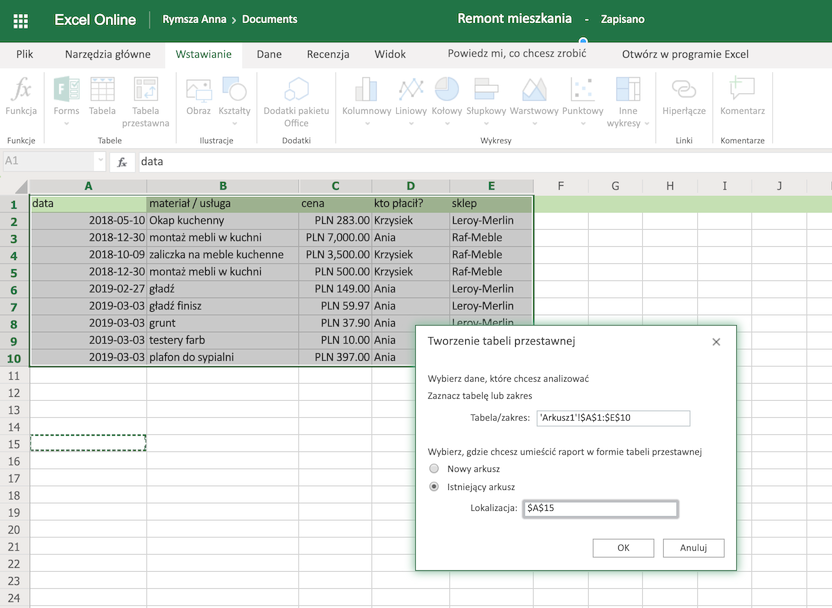 Excel Online Rymsza Anna > Documents Remont mieszkania - Zapisano
Plik Narzędzia główne Wstawianie Dane Recenzja Widok Powiedz mi, co chcesz zrobić Otwórz w programie Excel
Funkcja Forms Tabela Tabela przestawna Obraz Kształty Dodatki pakietu Office Kolumnowy Liniowy Kołowy Słupkowy Warstwowy Punktowy Inne wykresy Hiperłącze Komentarz
Funkcje Tabele Ilustracje Dodatki Wykresy Linki Komentarze
A1 fx data
A B C D E F G H I J
1 data materiał / usługa cena kto płacił? sklep
2 2018-05-10 Okap kuchenny PLN 283.00 Krzysiek Leroy-Merlin
3 2018-12-30 montaż mebli w kuchni PLN 7,000.00 Ania Raf-Meble
4 2018-10-09 zaliczka na meble kuchenne PLN 3,500.00 Krzysiek Raf-Meble
5 2018-12-30 montaż mebli w kuchni PLN 500.00 Krzysiek Raf-Meble
6 2019-02-27 gładź PLN 149.00 Ania Leroy-Merlin
7 2019-03-03 gładź finisz PLN 59.97 Ania Leroy-Merlin
8 2019-03-03 grunt PLN 37.90 Ania Leroy-Merlin
9 2019-03-03 testery farb PLN 10.00 Ania
10 2019-03-03 plafon do sypialni PLN 397.00 Ania
11
12
13
14
15
16
17
18
19
20
21
22
23
24
Tworzenie tabeli przestawnej
Wybierz dane, które chcesz analizować
Zaznacz tabelę lub zakres
Tabela/zakres: 'Arkusz1'!$A$1:$E$10
Wybierz, gdzie chcesz umieścić raport w formie tabeli przestawnej
Nowy arkusz
Istniejący arkusz
Lokalizacja: $A$15
OK Anuluj